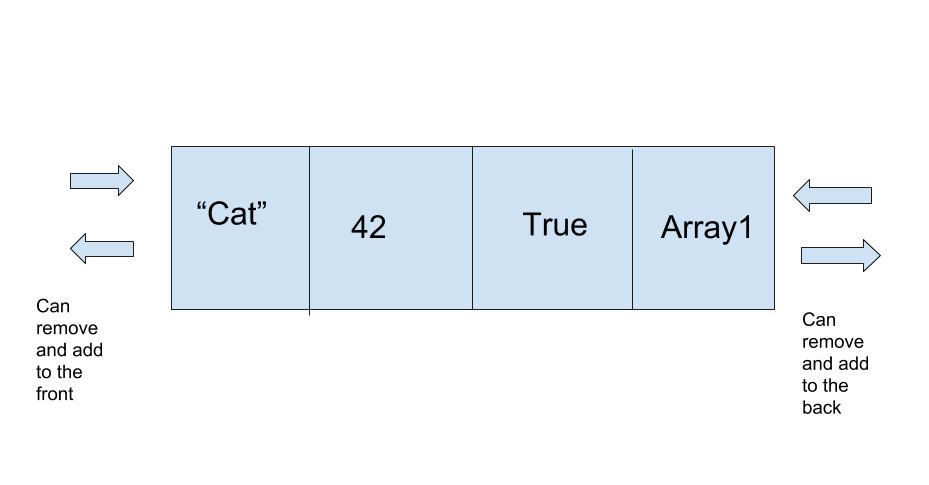 “Cat”
42
True
Array1
Can
remove
and add
to the
front
Can
remove
and add
to the
back